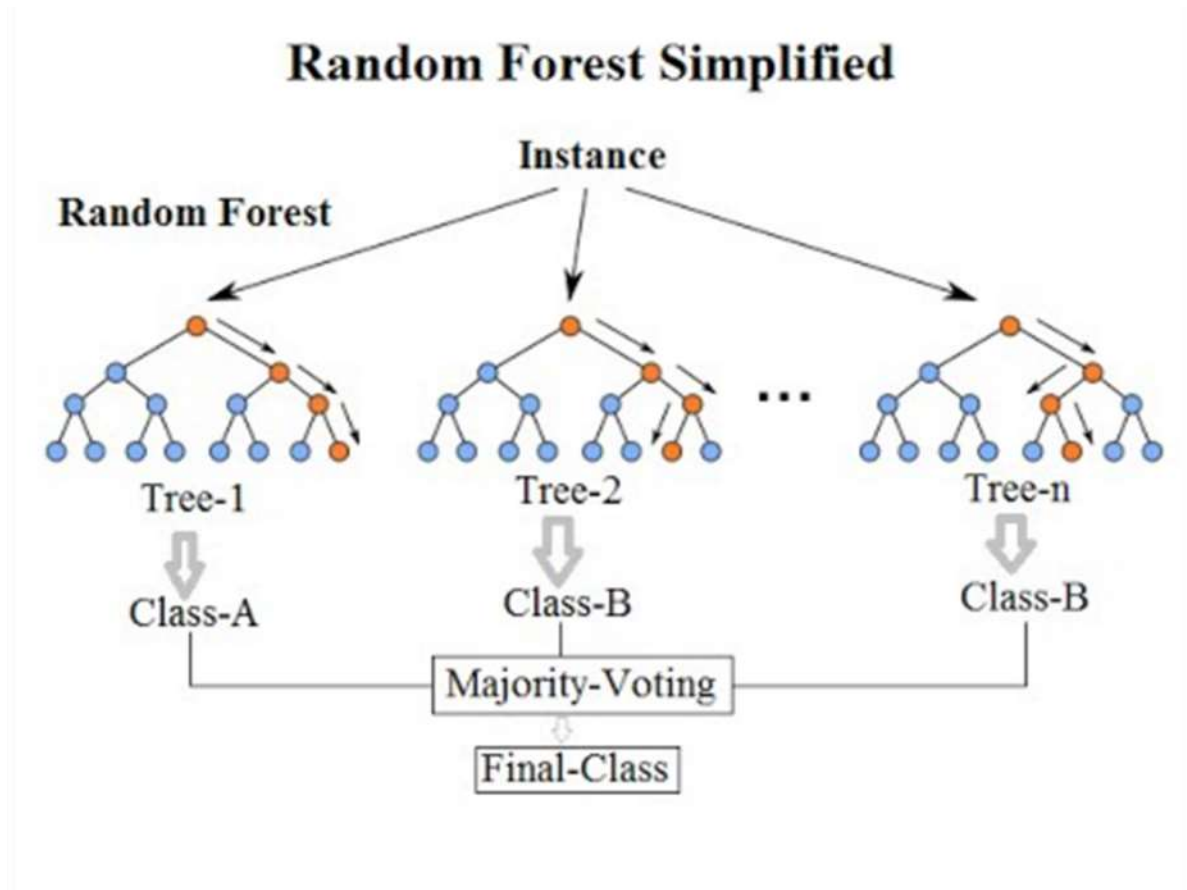 Random Forest Simplified
Instance
Random Forest
...
Tree-1
Tree-2
Tree-n
Class-A
Class-B
Class-B
Majority-Voting
Final-Class